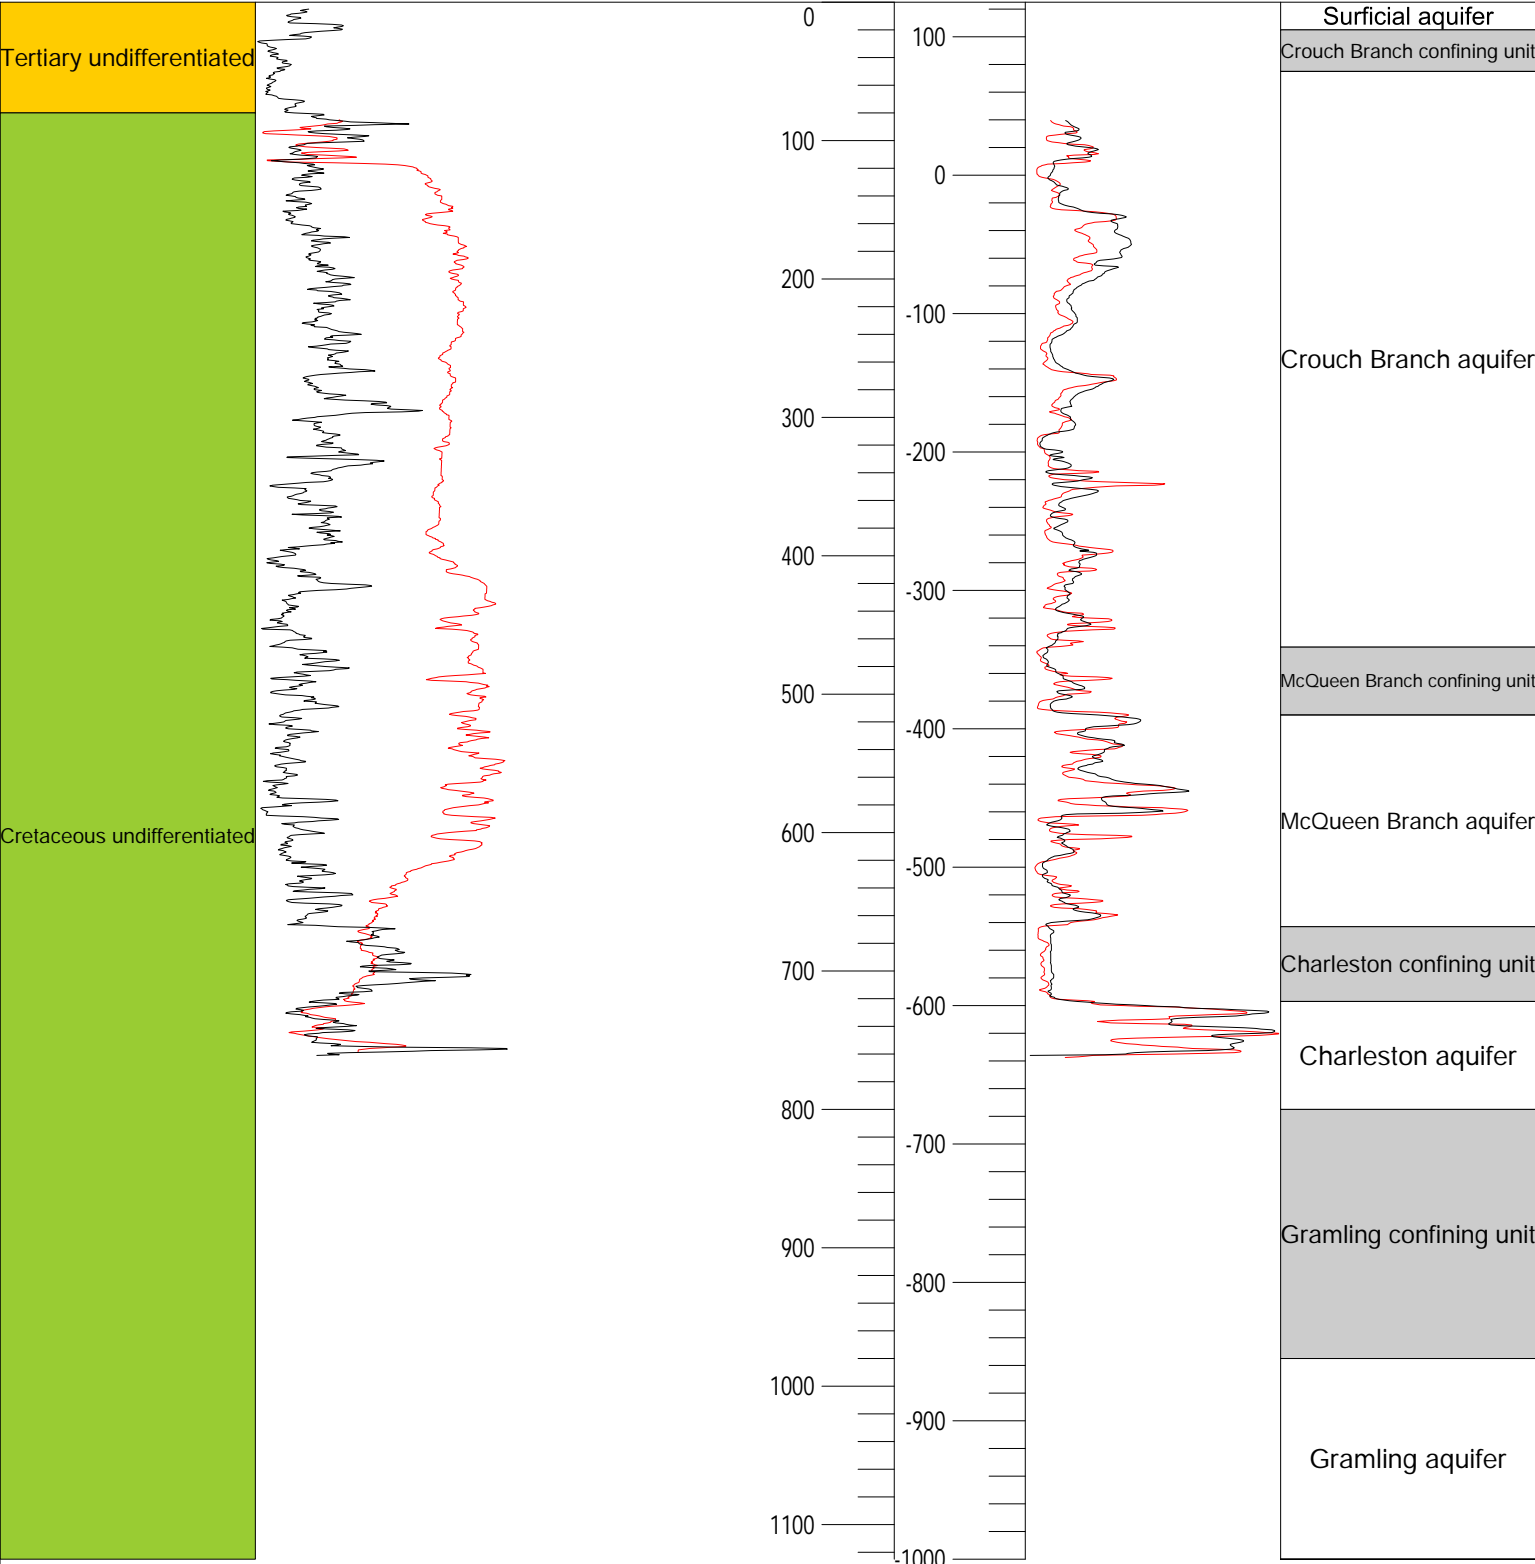 Tertiary undifferentiated
Cretaceous undifferentiated
0
100
200
300
400
500
600
700
800
900
1000
1100
100
0
-100
-200
-300
-400
-500
-600
-700
-800
-900
-1000
Surficial aquifer
Crouch Branch confining unit
Crouch Branch aquifer
McQueen Branch confining unit
McQueen Branch aquifer
Charleston confining unit
Charleston aquifer
Gramling confining unit
Gramling aquifer